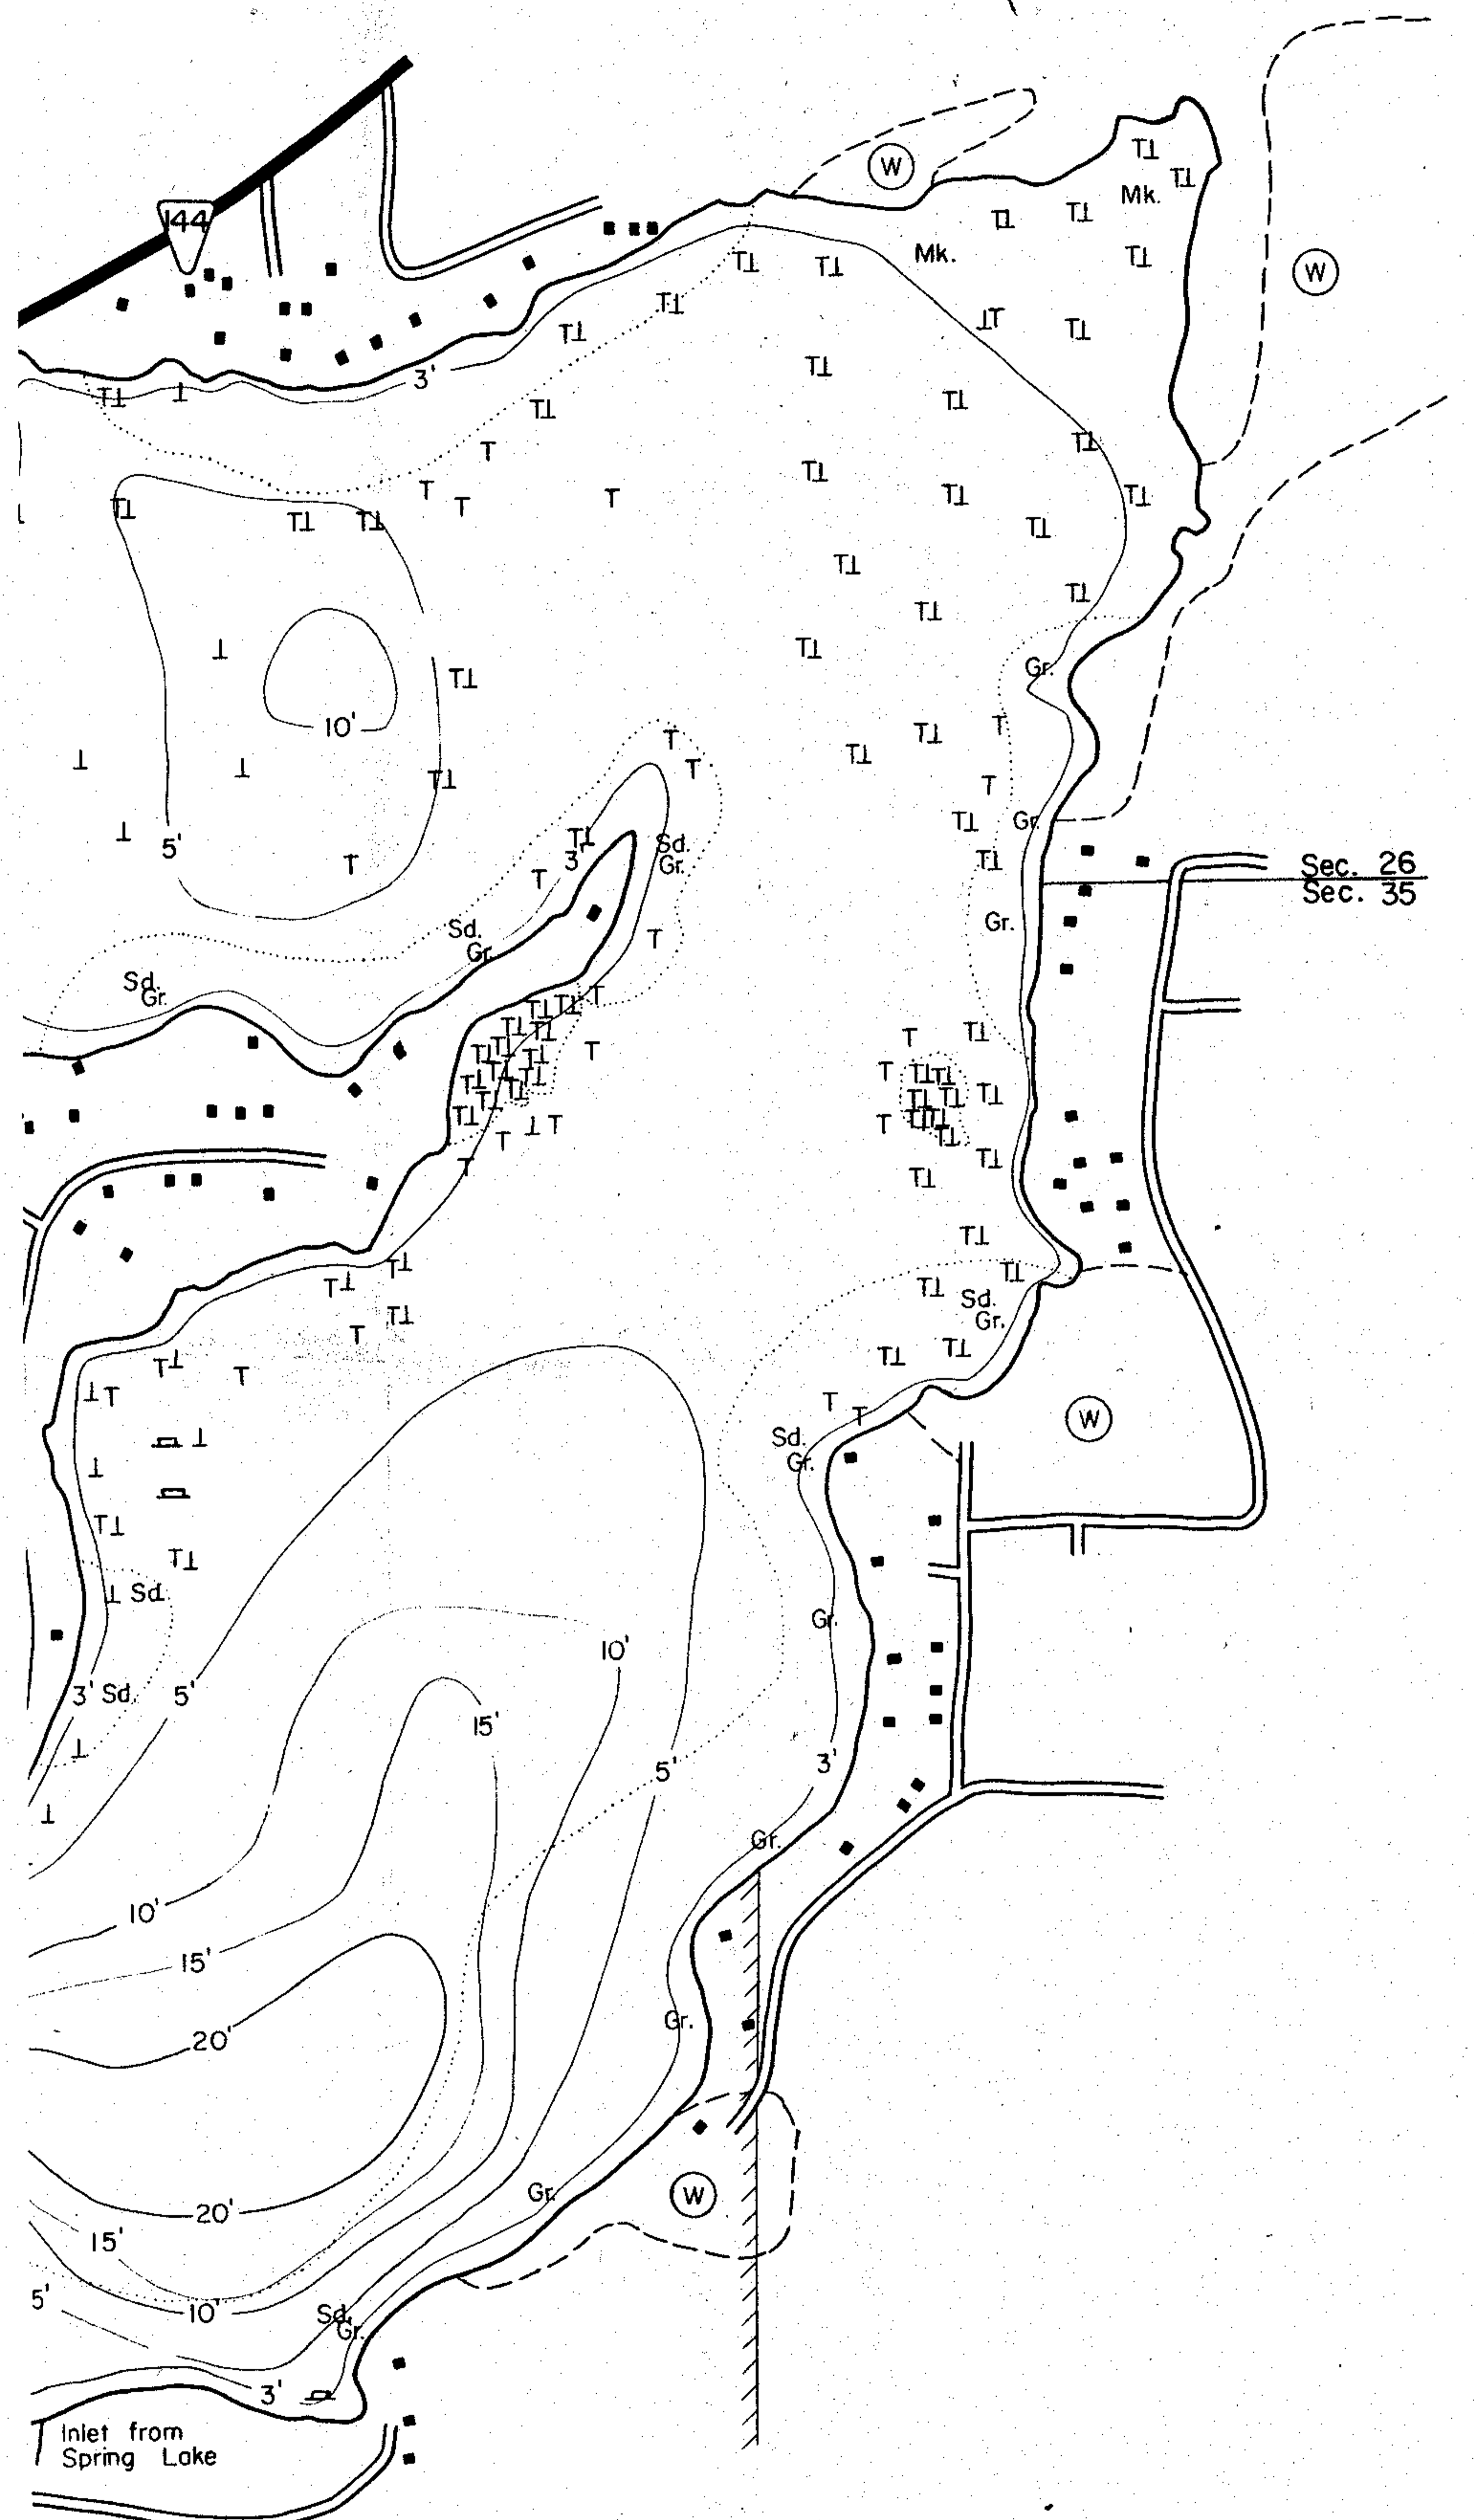 W
T⊥
T⊥
Mk.
144
T⊥
T⊥
W
Mk.
T⊥
T⊥
T⊥
T⊥
T⊥
⊥T
T⊥
3'
T⊥
T⊥
⊥
T⊥
T⊥
T
T⊥
T⊥
T
T
T
T⊥
T⊥
T⊥
T⊥
T⊥
T⊥
T⊥
T⊥
T⊥
T⊥
⊥
T⊥
Gr.
T⊥
10'
T
T⊥
T
⊥
⊥
T⊥
T⊥
T
T
⊥
5'
T
T⊥
3'
Sd.
Gr.
T⊥
Gr.
T⊥
Sec. 26
Sec. 35
T
Sd.
Gr.
T
Gr.
Sd.
Gr.
T
T
T⊥
T
T⊥
T
T⊥
T
T
⊥T
T⊥
T⊥
T
T⊥
T⊥
T⊥
T⊥
T⊥
Sd.
Gr.
T⊥
T
T⊥
T⊥
T⊥
T
⊥T
T
T
W
⊥
Sd.
Gr.
⊥
T⊥
T⊥
⊥ Sd.
Gr.
10'
3' Sd.
5'
15'
⊥
5'
3'
⊥
Gr.
10'
15'
20'
Gr.
Gr.
W
20'
15'
5'
10'
Sd.
Gr.
3'
Inlet from
Spring Lake